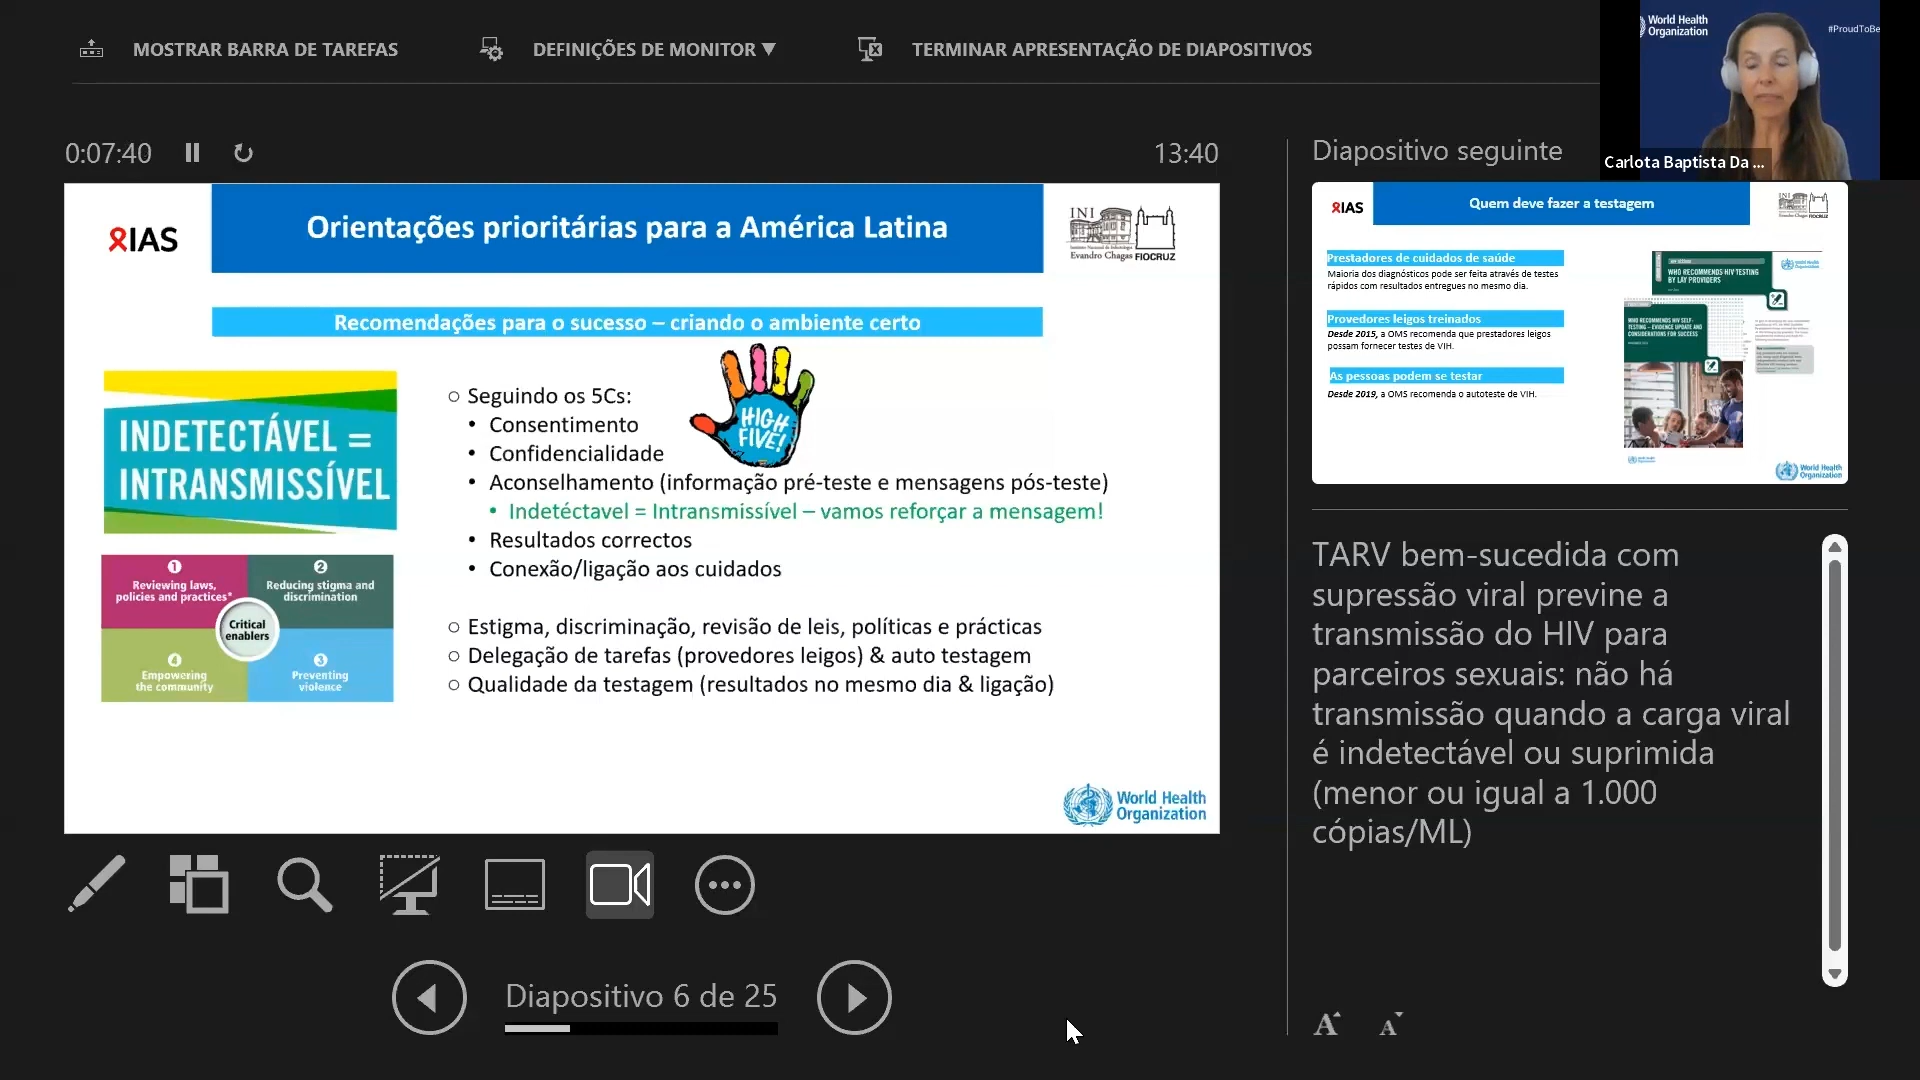 MOSTRAR BARRA DE TAREFAS
DEFINIÇÕES DE MONITOR ▼
TERMINAR APRESENTAÇÃO DE DIAPOSITIVOS
World Health
Organization
#ProudToBe
Carlota Baptista Da ...
0:07:40
13:40
IAS
Orientações prioritárias para a América Latina
INI
Evandro Chagas FIOCRUZ
Recomendações para o sucesso – criando o ambiente certo
INDETECTÁVEL =
INTRANSMISSÍVEL
1
Reviewing laws,
policies and practices*
2
Reducing stigma and
discrimination
Critical
enablers
4
Empowering
the community
3
Preventing
violence
HIGH
FIVE!
○ Seguindo os 5Cs:
• Consentimento
• Confidencialidade
• Aconselhamento (informação pré-teste e mensagens pós-teste)
• Indetéctavel = Intransmissível – vamos reforçar a mensagem!
• Resultados correctos
• Conexão/ligação aos cuidados
○ Estigma, discriminação, revisão de leis, políticas e prácticas
○ Delegação de tarefas (provedores leigos) & auto testagem
○ Qualidade da testagem (resultados no mesmo dia & ligação)
World Health
Organization
Diapositivo 6 de 25
Diapositivo seguinte
IAS
Quem deve fazer a testagem
FIOCRUZ
Prestadores de cuidados de saúde
Maioria dos diagnósticos pode ser feita através de testes
rápidos com resultados entregues no mesmo dia.
Provedores leigos treinados
Desde 2015, a OMS recomenda que prestadores leigos
possam fornecer testes de VIH.
As pessoas podem se testar
Desde 2019, a OMS recomenda o autoteste de VIH.
WHO RECOMMENDS HIV TESTING
BY LAY PROVIDERS
WHO RECOMMENDS HIV SELF-
TESTING – EVIDENCE UPDATE AND
CONSIDERATIONS FOR SUCCESS
World Health
Organization
TARV bem-sucedida com
supressão viral previne a
transmissão do HIV para
parceiros sexuais: não há
transmissão quando a carga viral
é indetectável ou suprimida
(menor ou igual a 1.000
cópias/ML)
A A